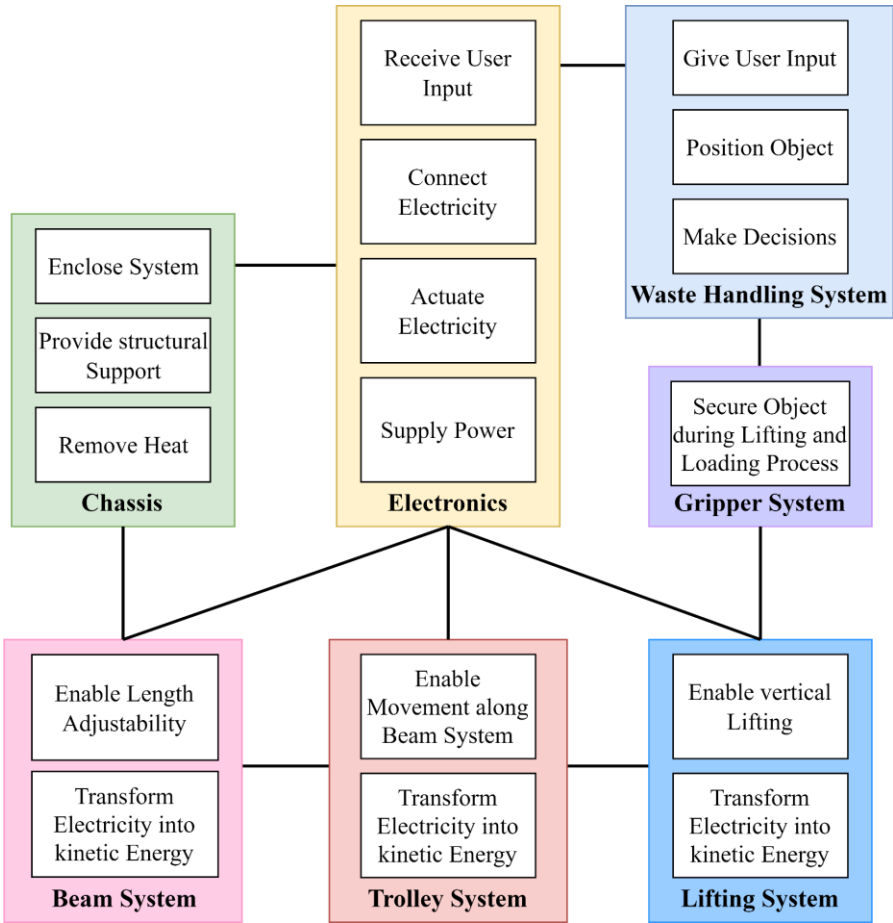 Receive User
Input
Connect
Electricity
Actuate
Electricity
Supply Power
Electronics
Give User Input
Position Object
Make Decisions
Waste Handling System
Enclose System
Provide structural
Support
Remove Heat
Chassis
Secure Object
during Lifting and
Loading Process
Gripper System
Enable Length
Adjustability
Transform
Electricity into
kinetic Energy
Beam System
Enable
Movement along
Beam System
Transform
Electricity into
kinetic Energy
Trolley System
Enable vertical
Lifting
Transform
Electricity into
kinetic Energy
Lifting System